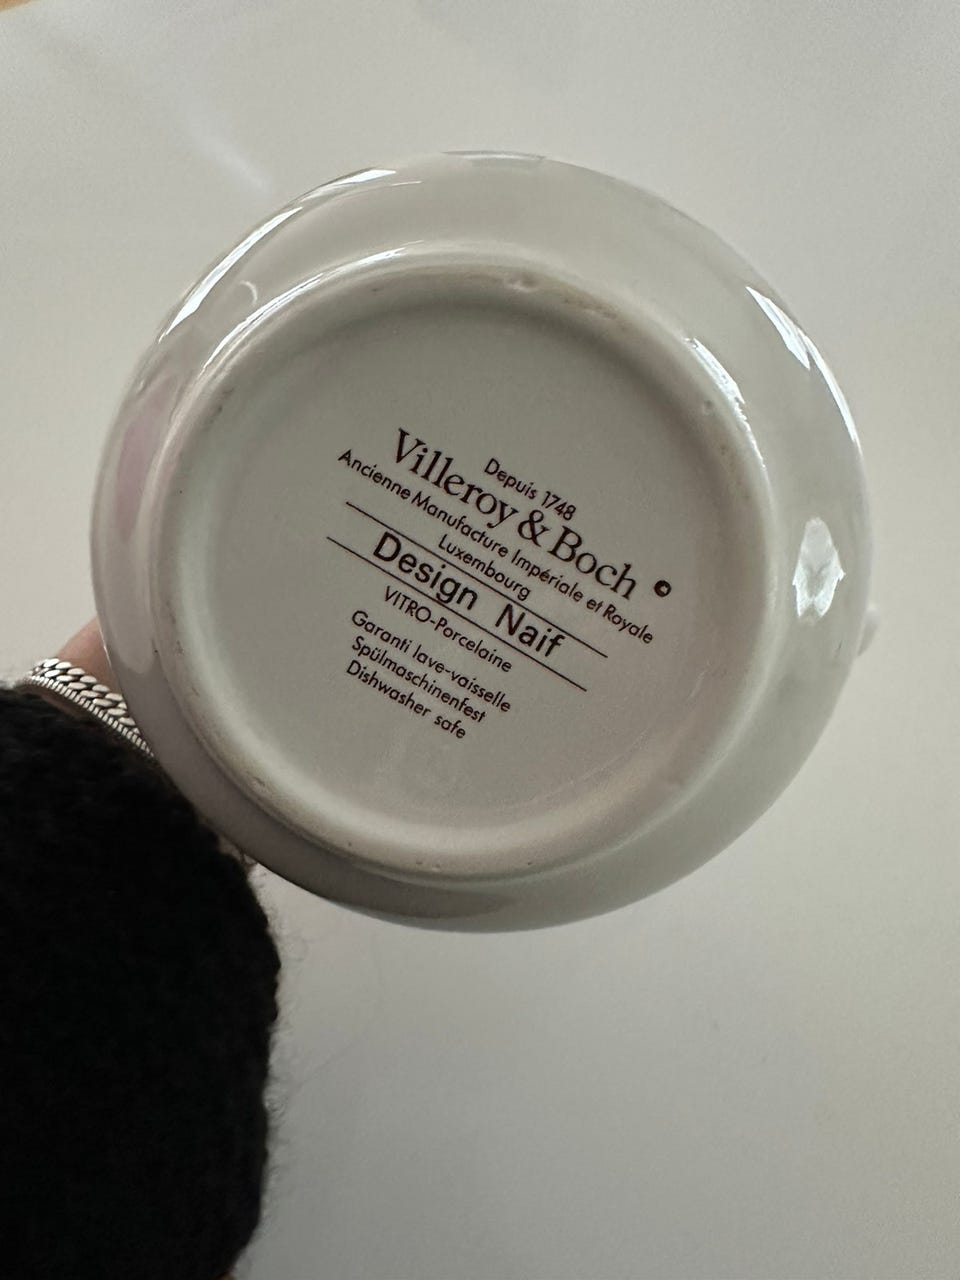 Depuis 1748
Villeroy & Boch ©
Ancienne Manufacture Impériale et Royale
Luxembourg
Design Naif
VITRO-Porcelaine
Garanti lave-vaisselle
Spülmaschinenfest
Dishwasher safe